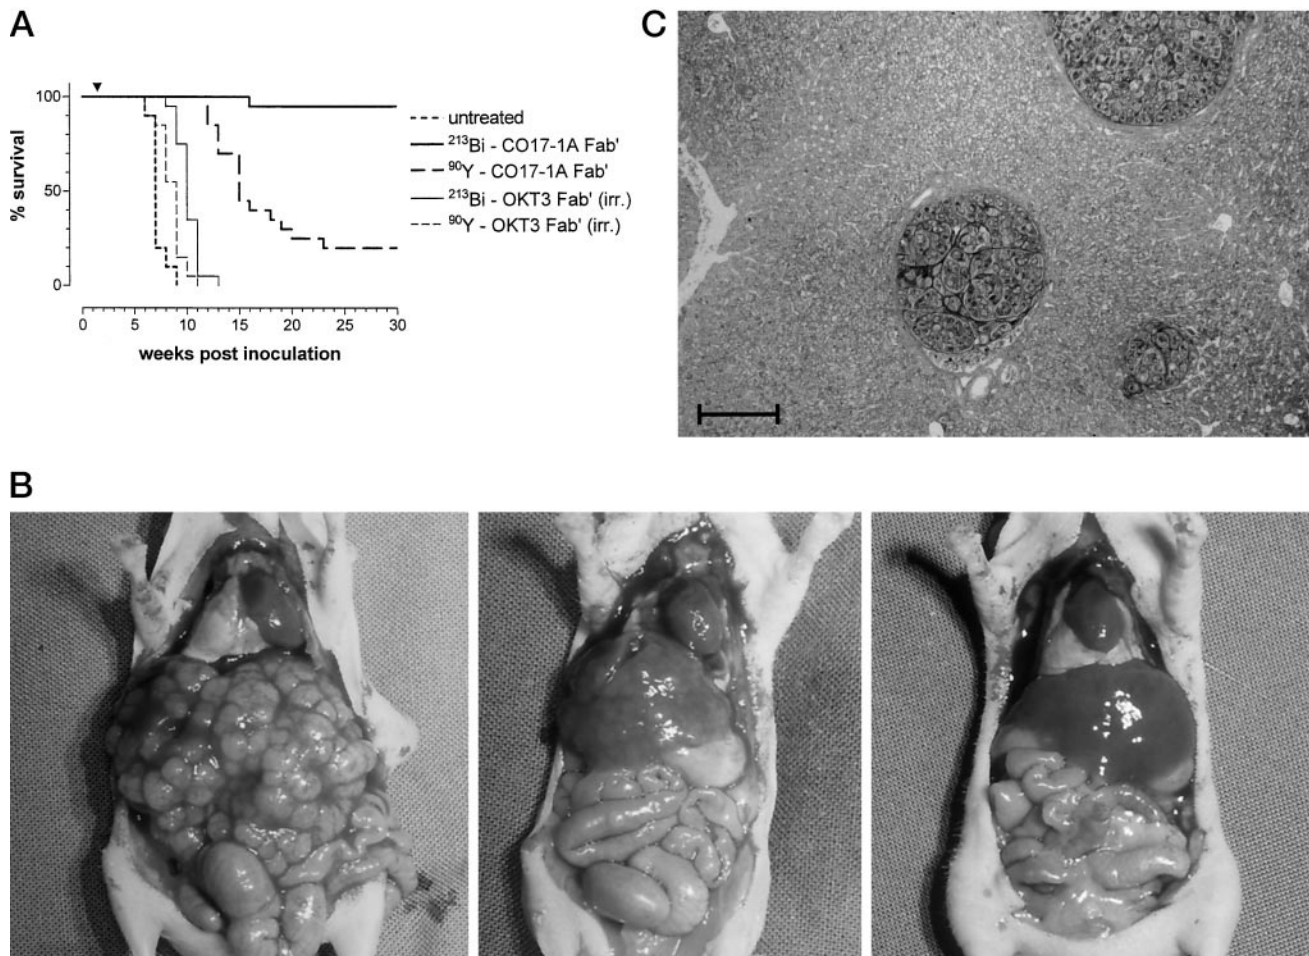 A
C
100
50
0
% survival
untreated
²¹³Bi - CO17-1A Fab'
⁹⁰Y - CO17-1A Fab'
²¹³Bi - OKT3 Fab' (irr.)
⁹⁰Y - OKT3 Fab' (irr.)
0 5 10 15 20 25 30
weeks post inoculation
B